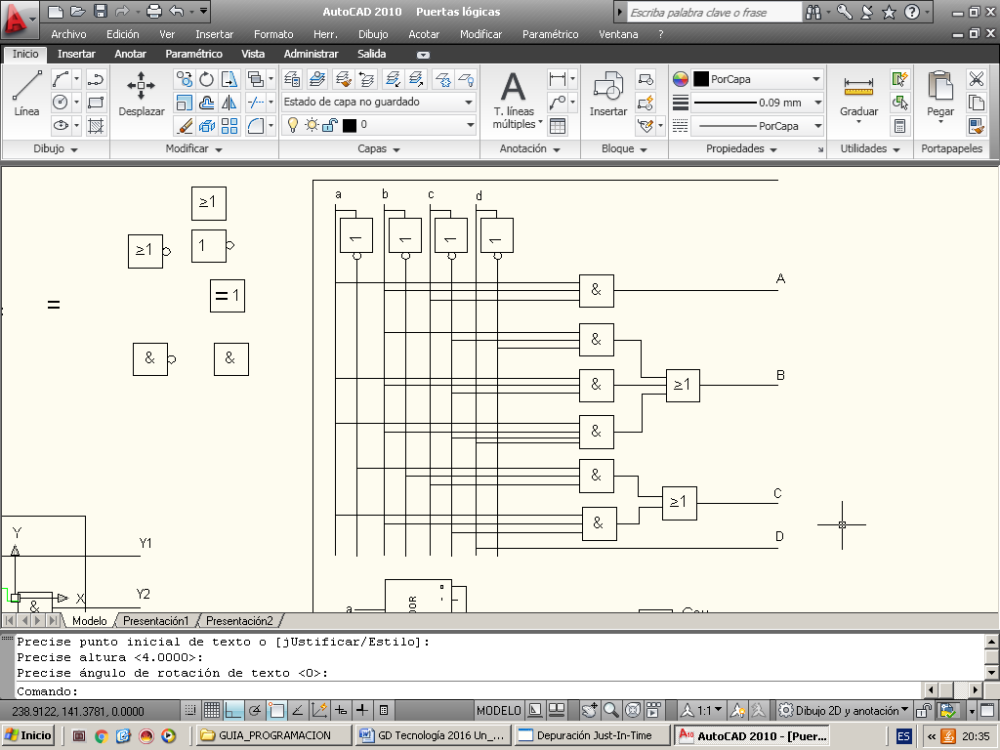 AutoCAD 2010 Puertas lógicas
Escriba palabra clave o frase
Archivo Edición Ver Insertar Formato Herr. Dibujo Acotar Modificar Paramétrico Ventana ?
Inicio Insertar Anotar Paramétrico Vista Administrar Salida
Línea
Desplazar
Estado de capa no guardado
0
A
T. líneas
múltiples
Insertar
PorCapa
0.09 mm
PorCapa
Graduar
Pegar
Dibujo Modificar Capas Anotación Bloque Propiedades Utilidades Portapapeles
a b c d
≥1
≥1
1
=1
=
&
&
1 1 1 1
&
A
&
&
≥1
B
&
&
&
≥1
C
D
Y
X
&
Y1
Y2
a
Modelo Presentación1 Presentación2
Precise punto inicial de texto o [jUstificar/Estilo]:
Precise altura <4.0000>:
Precise ángulo de rotación de texto <0>:
Comando:
238.9122, 141.3781, 0.0000
MODELO
1:1
Dibujo 2D y anotación
Inicio
GUIA_PROGRAMACION
GD Tecnología 2016 Un_...
Depuración Just-In-Time
AutoCAD 2010 - [Puer...
ES
«
20:35